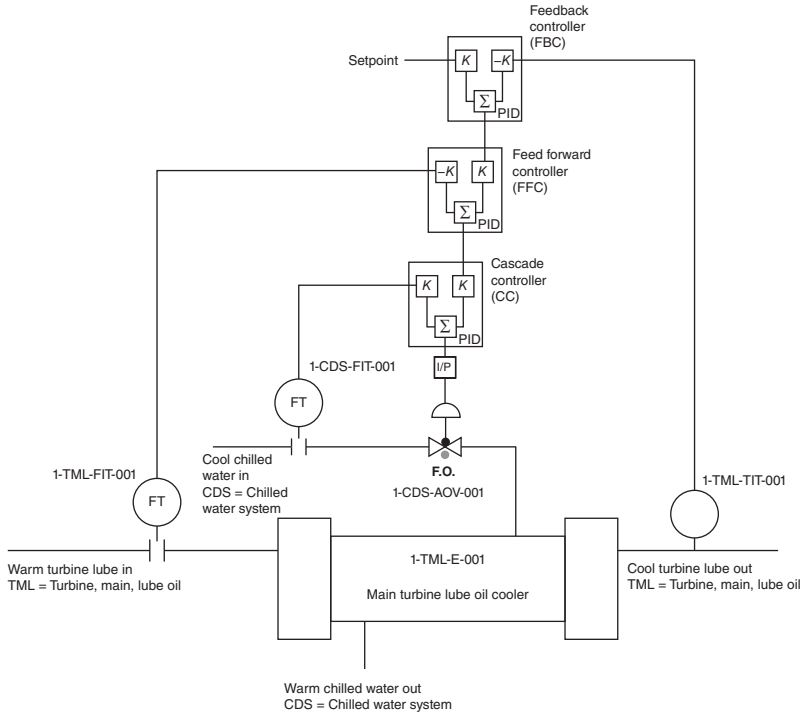 Feedback
controller
(FBC)
Setpoint
K
–K
Σ
PID
Feed forward
controller
(FFC)
–K
K
Σ
PID
Cascade
controller
(CC)
K
K
Σ
PID
I/P
1-CDS-FIT-001
FT
Cool chilled
water in
CDS = Chilled
water system
F.O.
1-CDS-AOV-001
1-TML-FIT-001
FT
1-TML-TIT-001
Warm turbine lube in
TML = Turbine, main, lube oil
1-TML-E-001
Main turbine lube oil cooler
Cool turbine lube out
TML = Turbine, main, lube oil
Warm chilled water out
CDS = Chilled water system